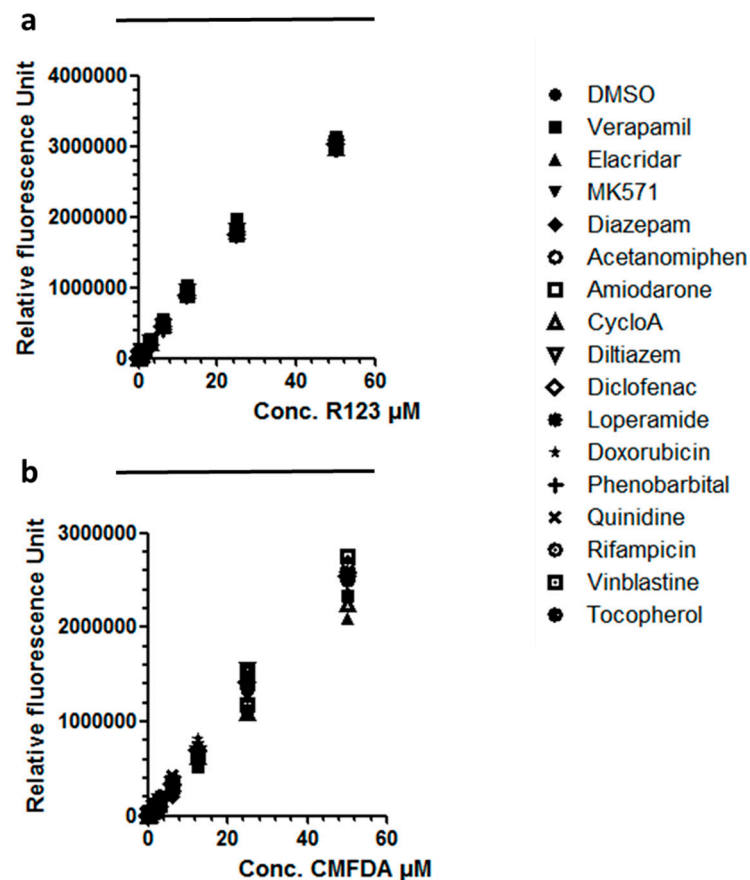 a
Relative fluorescence Unit
4000000
3000000
2000000
1000000
0
0 20 40 60
Conc. R123 µM
b
Relative fluorescence Unit
3000000
2000000
1000000
0
0 20 40 60
Conc. CMFDA µM
DMSO
Verapamil
Elacridar
MK571
Diazepam
Acetanomiphen
Amiodarone
CycloA
Diltiazem
Diclofenac
Loperamide
Doxorubicin
Phenobarbital
Quinidine
Rifampicin
Vinblastine
Tocopherol